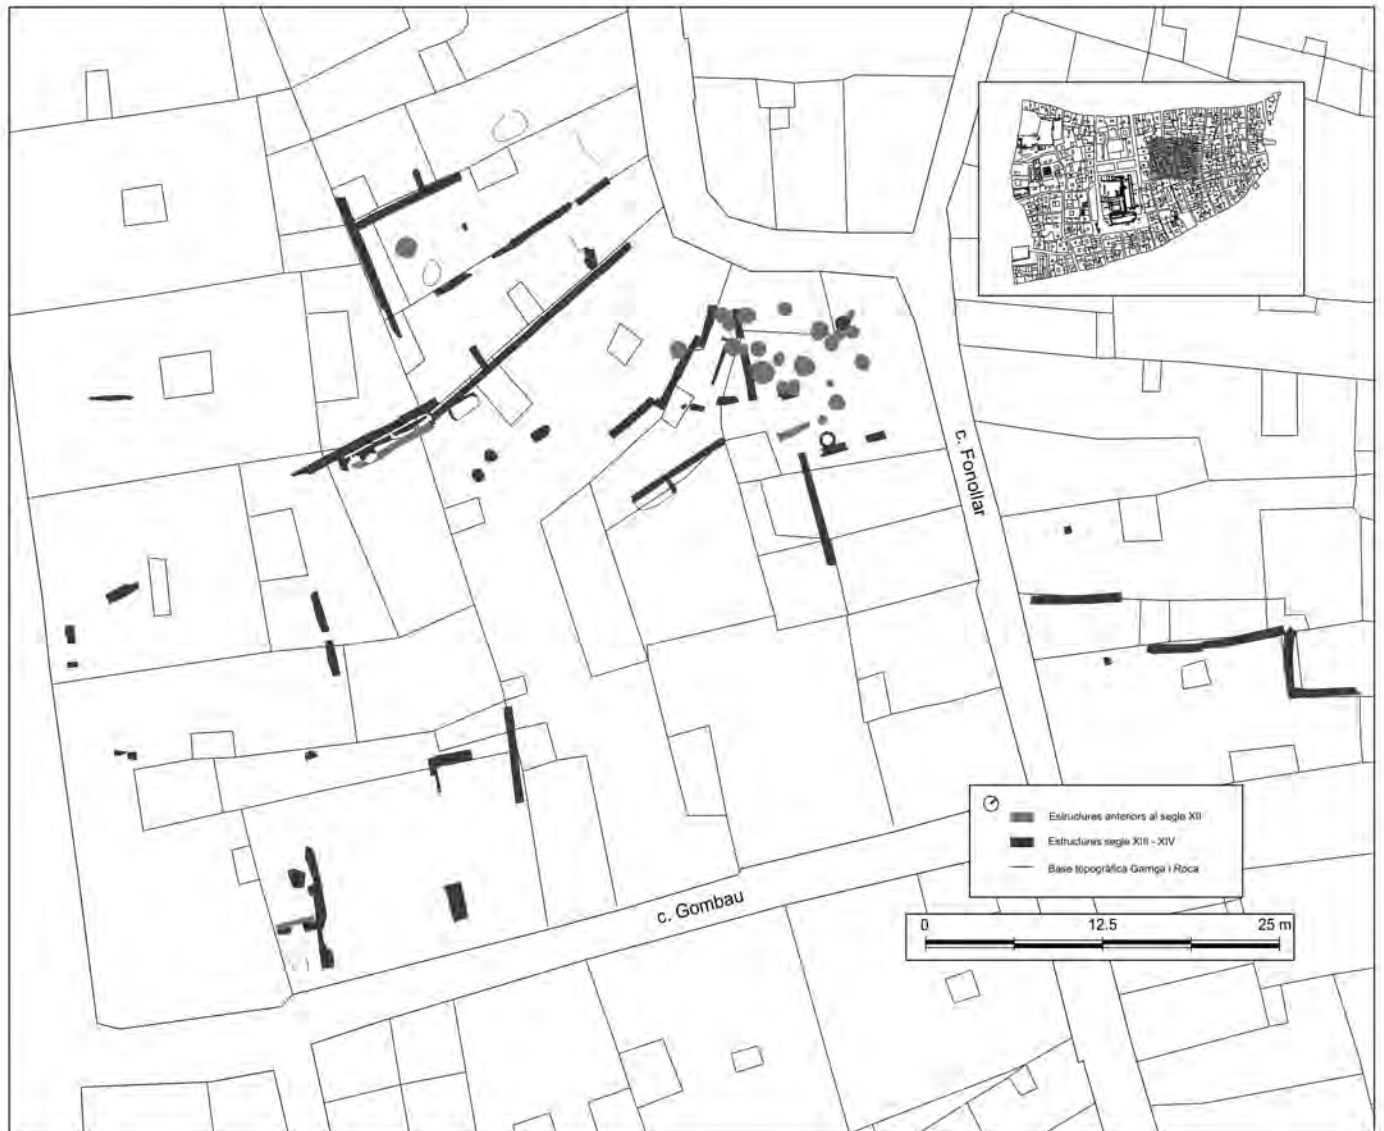 c. Fonollar
Estructures anteriors al segle XII
Estructures segle XIII - XIV
Base topogràfica Garriga i Roca
c. Gombau
0 12.5 25 m